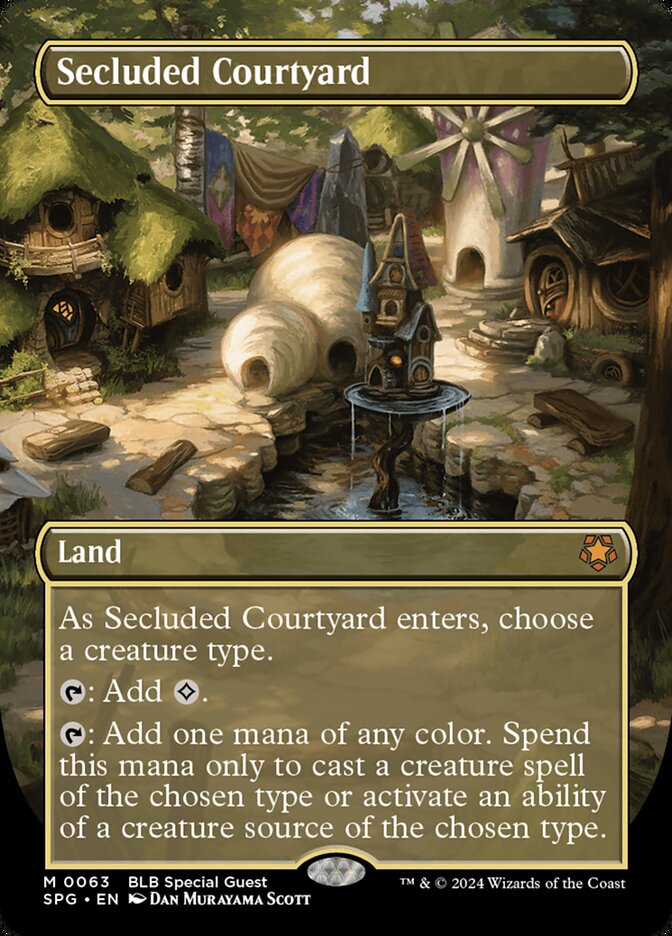 Secluded Courtyard
Land
As Secluded Courtyard enters, choose
a creature type.
: Add .
: Add one mana of any color. Spend
this mana only to cast a creature spell
of the chosen type or activate an ability
of a creature source of the chosen type.
M 0063 BLB Special Guest
SPG • EN Dan Murayama Scott
™ & © 2024 Wizards of the Coast